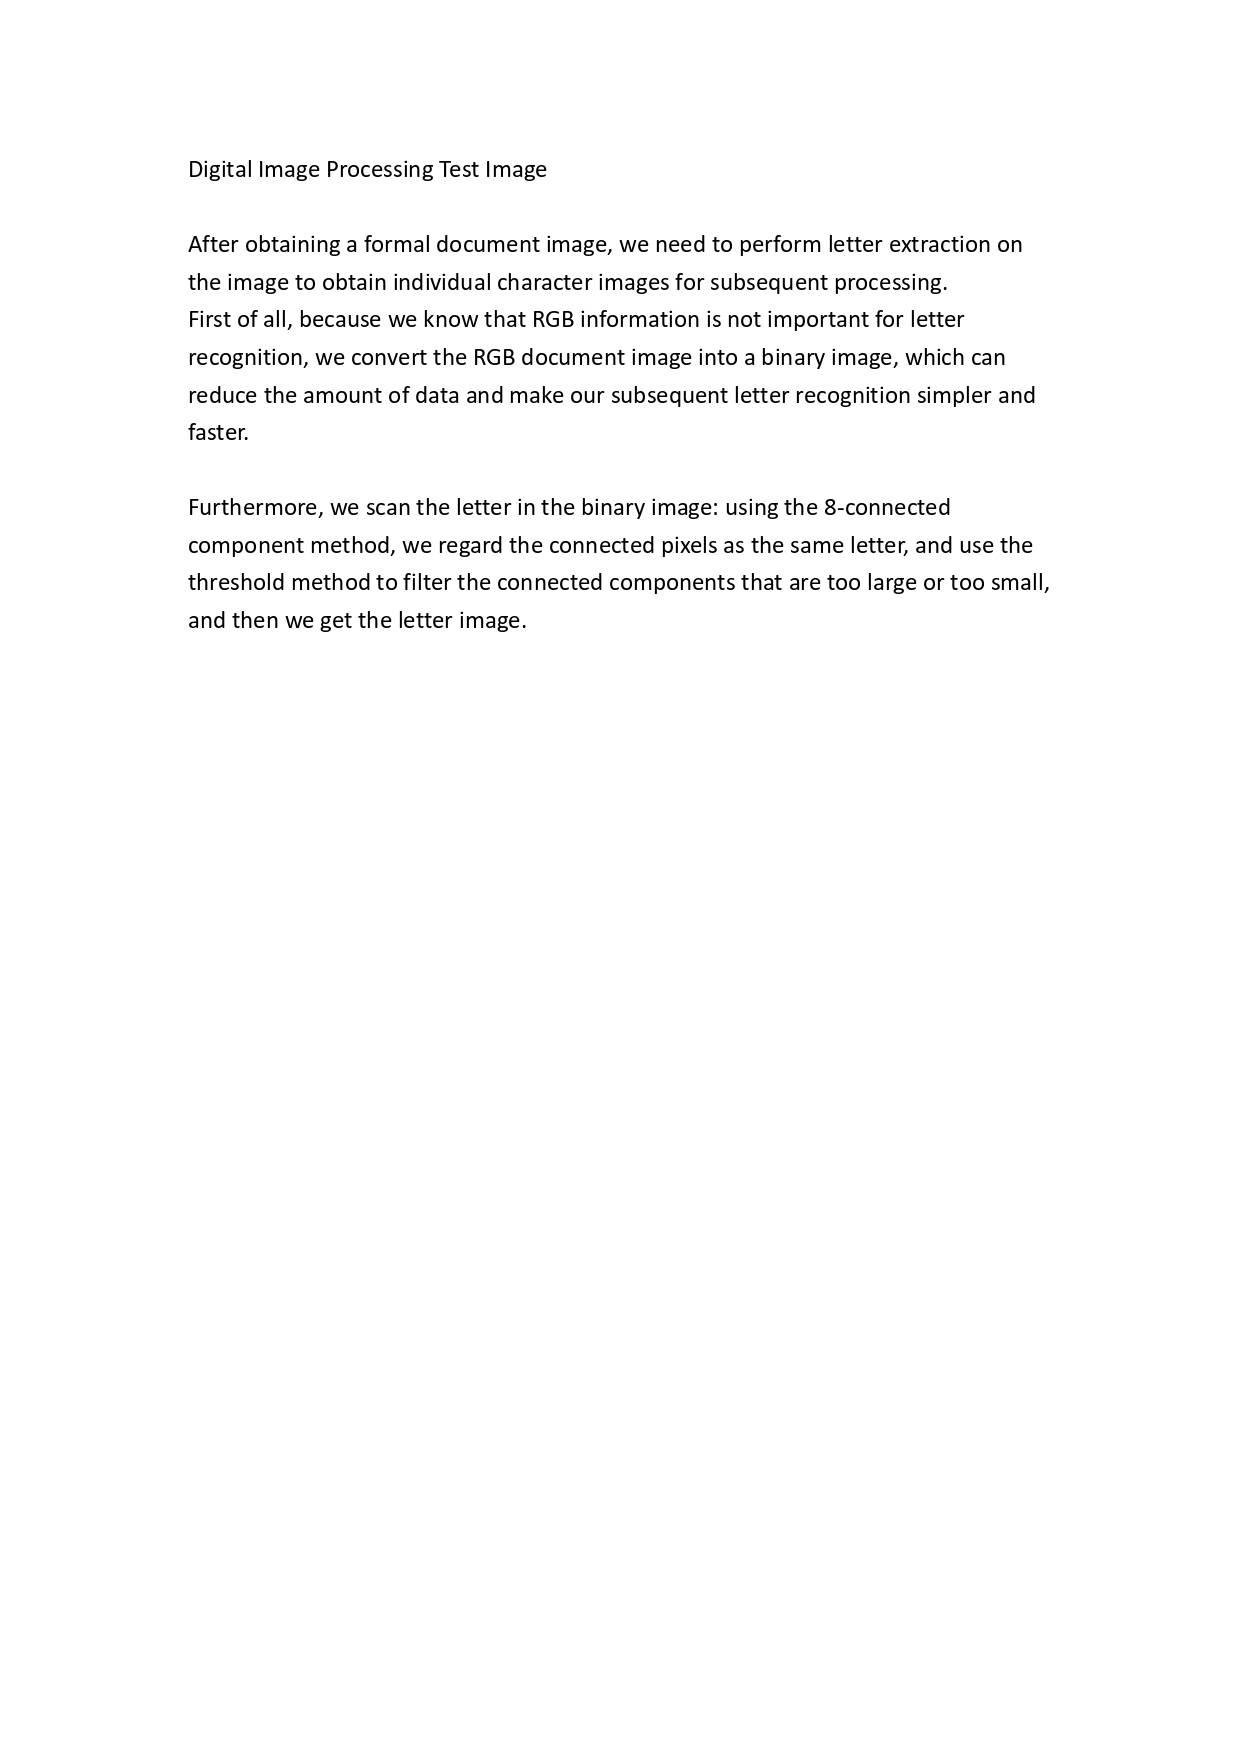 Digital Image Processing Test Image
After obtaining a formal document image, we need to perform letter extraction on
the image to obtain individual character images for subsequent processing.
First of all, because we know that RGB information is not important for letter
recognition, we convert the RGB document image into a binary image, which can
reduce the amount of data and make our subsequent letter recognition simpler and
faster.
Furthermore, we scan the letter in the binary image: using the 8-connected
component method, we regard the connected pixels as the same letter, and use the
threshold method to filter the connected components that are too large or too small,
and then we get the letter image.